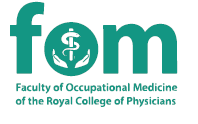 fom
Faculty of Occupational Medicine
of the Royal College of Physicians